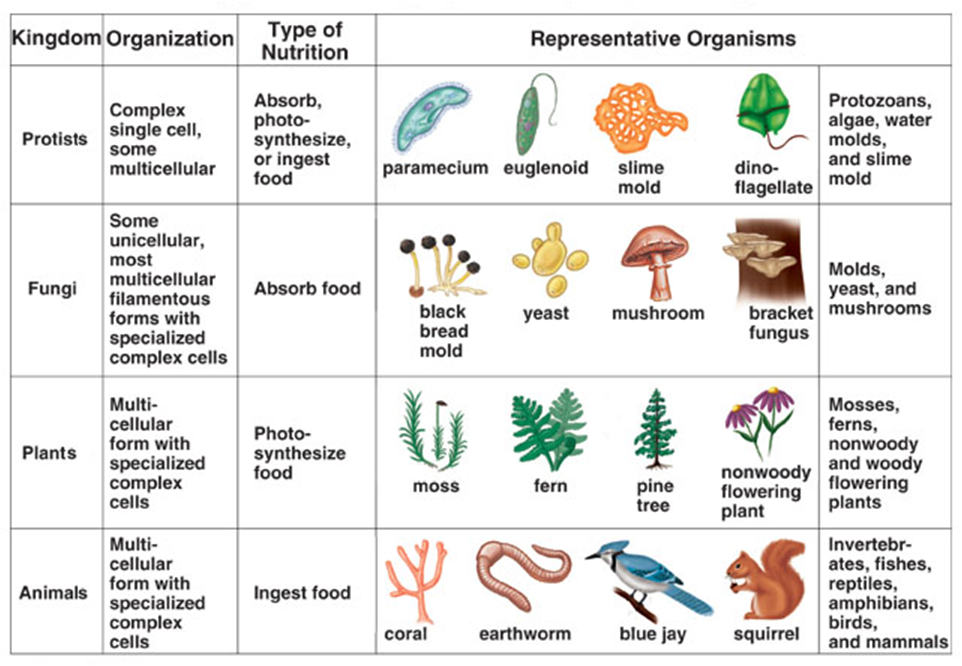 Kingdom
Organization
Type of
Nutrition
Representative Organisms
Protists
Complex
single cell,
some
multicellular
Absorb,
photo-
synthesize,
or ingest
food
paramecium
euglenoid
slime
mold
dino-
flagellate
Protozoans,
algae, water
molds,
and slime
mold
Fungi
Some
unicellular,
most
multicellular
filamentous
forms with
specialized
complex cells
Absorb food
black
bread
mold
yeast
mushroom
bracket
fungus
Molds,
yeast, and
mushrooms
Plants
Multi-
cellular
form with
specialized
complex
cells
Photo-
synthesize
food
moss
fern
pine
tree
nonwoody
flowering
plant
Mosses,
ferns,
nonwoody
and woody
flowering
plants
Animals
Multi-
cellular
form with
specialized
complex
cells
Ingest food
coral
earthworm
blue jay
squirrel
Invertebr-
ates, fishes,
reptiles,
amphibians,
birds,
and mammals